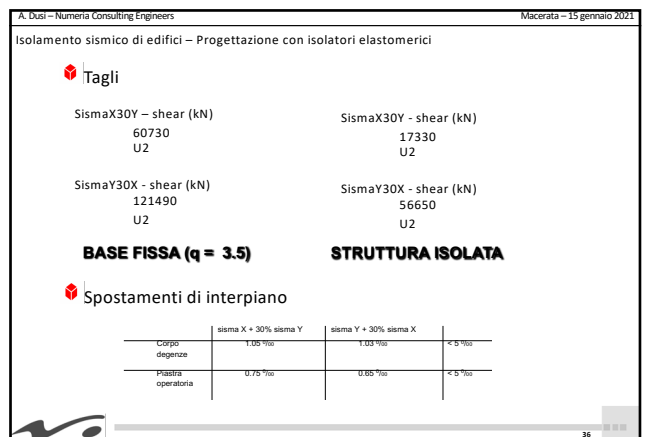 A. Dusi – Numeria Consulting Engineers Macerata – 15 gennaio 2021
Isolamento sismico di edifici – Progettazione con isolatori elastomerici
Tagli
SismaX30Y – shear (kN)
60730
U2
SismaX30Y - shear (kN)
17330
U2
SismaY30X - shear (kN)
121490
U2
SismaY30X - shear (kN)
56650
U2
BASE FISSA (q = 3.5) STRUTTURA ISOLATA
Spostamenti di interpiano
sisma X + 30% sisma Y sisma Y + 30% sisma X
Corpo degenze 1.05 ‰ 1.03 ‰ < 5 ‰
Piastra operatoria 0.75 ‰ 0.65 ‰ < 5 ‰
36